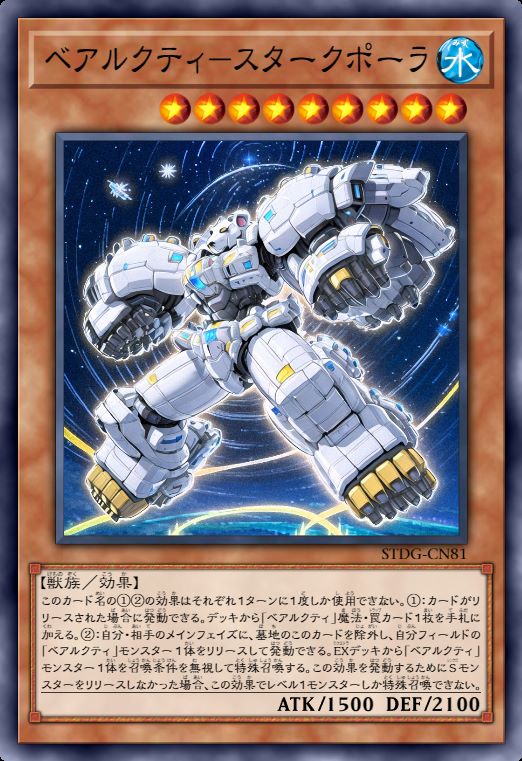 ベアルクティ－スタークポーラ
水
STDG-CN81
【獣族／効果】
このカード名の①②の効果はそれぞれ１ターンに１度しか使用できない。①：カードがリ
リースされた場合に発動できる。デッキから「ベアルクティ」魔法・罠カード１枚を手札に
加える。②：自分・相手のメインフェイズに、墓地のこのカードを除外し、自分フィールドの
「ベアルクティ」モンスター１体をリリースして発動できる。EXデッキから「ベアルクティ」
モンスター１体を召喚条件を無視して特殊召喚する。この効果を発動するためにＳモン
スターをリリースしなかった場合、この効果でレベル１モンスターしか特殊召喚できない。
ATK/1500 DEF/2100